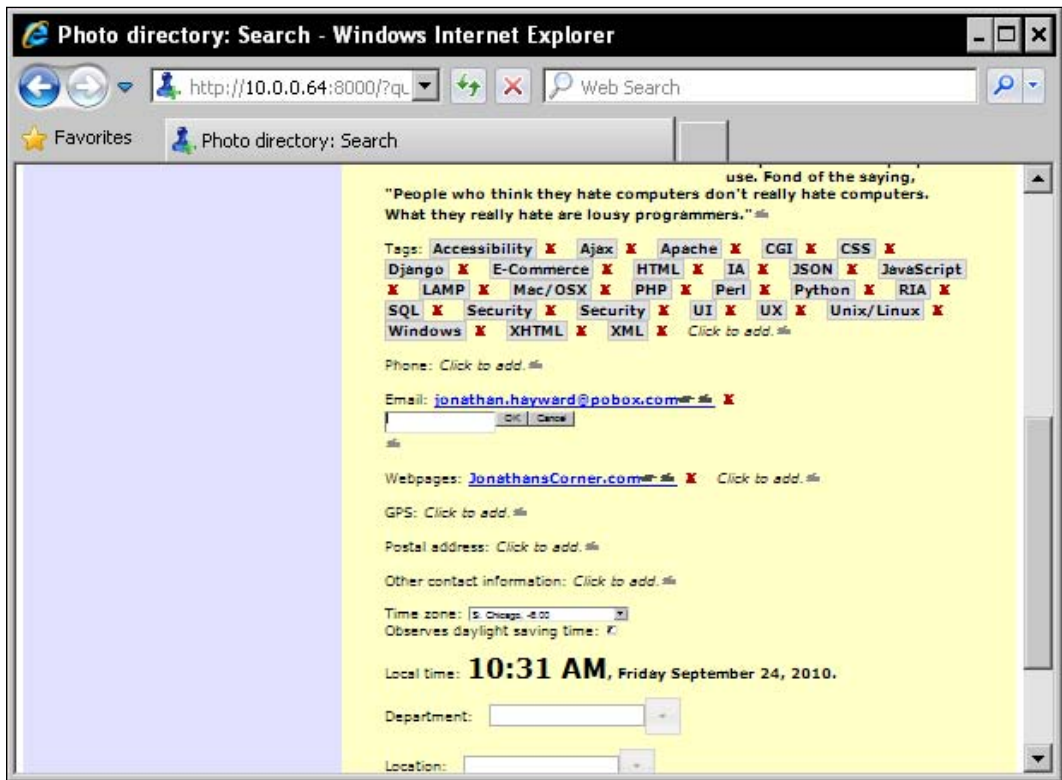 Photo directory: Search - Windows Internet Explorer
http://10.0.0.64:8000/?qu
Web Search
Favorites
Photo directory: Search
use. Fond of the saying,
"People who think they hate computers don't really hate computers.
What they really hate are lousy programmers."
Tags: Accessibility X Ajax X Apache X CGI X CSS X
Django X E-Commerce X HTML X IA X JSON X JavaScript
X LAMP X Mac/OSX X PHP X Perl X Python X RIA X
SQL X Security X Security X UI X UX X Unix/Linux X
Windows X XHTML X XML X Click to add.
Phone: Click to add.
Email: jonathan.hayward@pobox.com X
OK Cancel
Webpages: JonathansCorner.com X Click to add.
GPS: Click to add.
Postal address: Click to add.
Other contact information: Click to add.
Time zone: S: Chicago, -6:00
Observes daylight saving time:
Local time: 10:31 AM, Friday September 24, 2010.
Department:
Location: